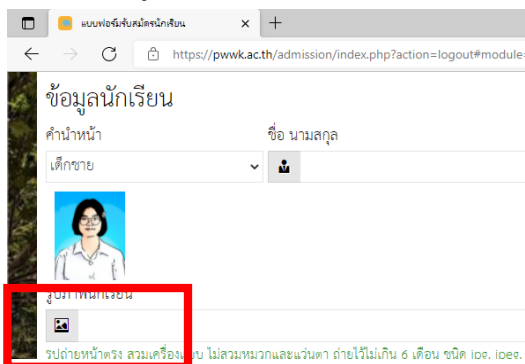 แบบฟอร์มรับสมัครนักเรียน
https://pwwk.ac.th/admission/index.php?action=logout#module=
ข้อมูลนักเรียน
คำนำหน้า ชื่อ นามสกุล
เด็กชาย
รูปภาพนักเรียน
รูปถ่ายหน้าตรง สวมเครื่องแบบ ไม่สวมหมวกและแว่นตา ถ่ายไว้ไม่เกิน 6 เดือน ชนิด jpg, jpeg,